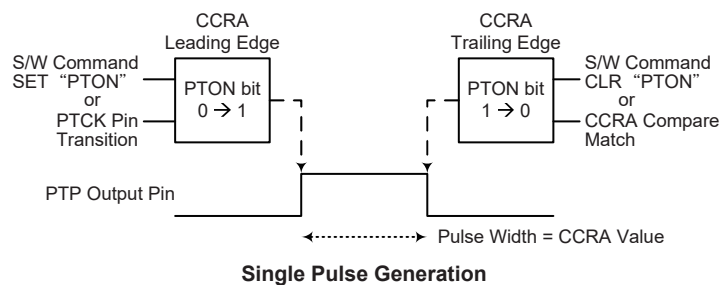 CCRA
Leading Edge
S/W Command
SET “PTON”
or
PTCK Pin
Transition
PTON bit
0 → 1
CCRA
Trailing Edge
PTON bit
1 → 0
S/W Command
CLR “PTON”
or
CCRA Compare
Match
PTP Output Pin
Pulse Width = CCRA Value
Single Pulse Generation